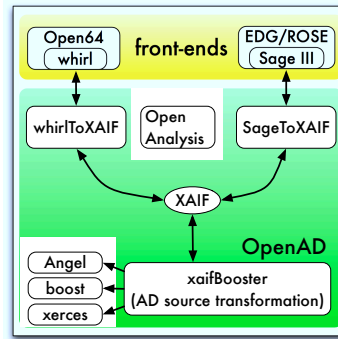 Open64
whirl
front-ends
EDG/ROSE
Sage III
whirlToXAIF
Open
Analysis
SageToXAIF
XAIF
OpenAD
Angel
boost
xerces
xaifBooster
(AD source transformation)